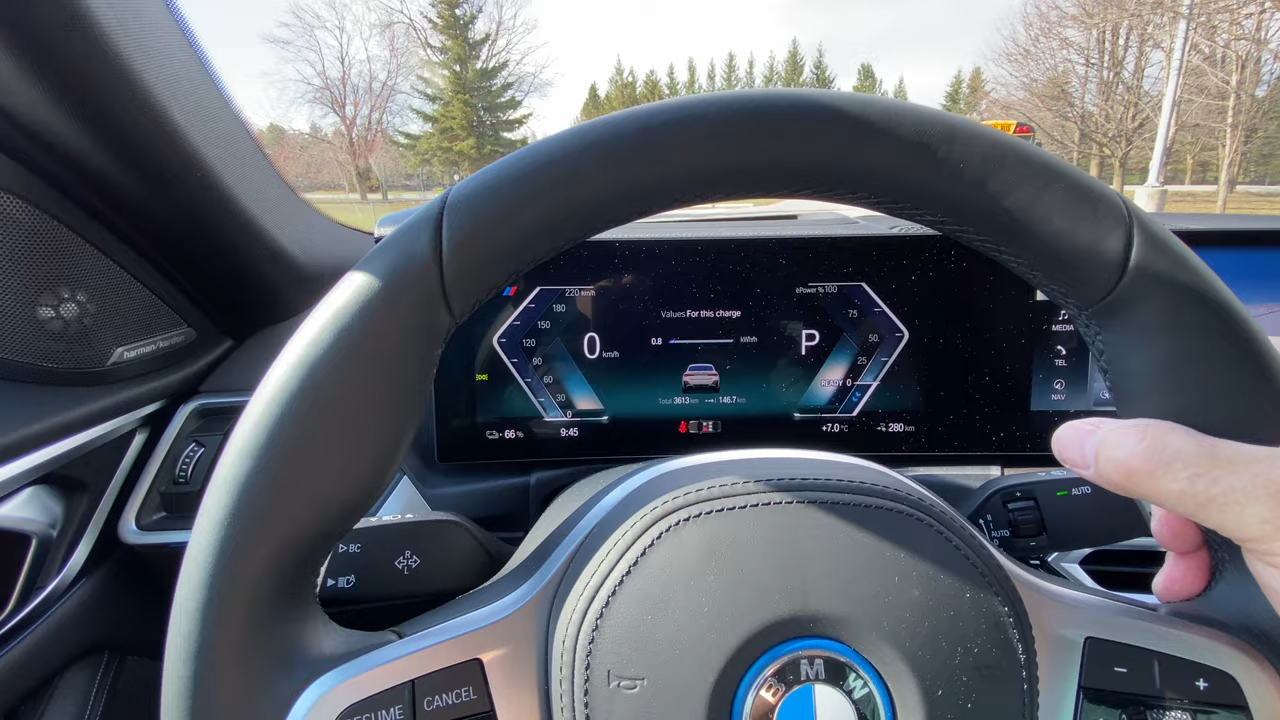 harman/kardon
220 km/h
180
150
120
90
60
30
0
0 km/h
Values For this charge
0.8 kWh/h
Total 3613 km 146.7 km
66 %
9:45
ePower % 100
75
50
25
READY 0
P
+7.0 °C
280 km
MEDIA
TEL
NAV
BC
A
R
L
AUTO
AUTO
0
RESUME
CANCEL
BMW
-
+